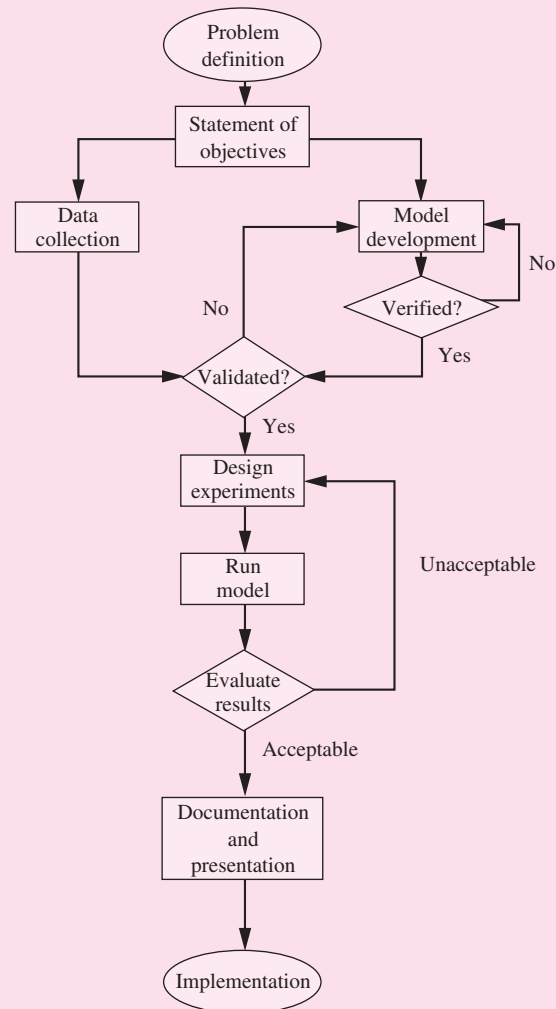 Problem
definition
Statement of
objectives
Data
collection
Model
development
No
Verified?
No
Yes
Validated?
Yes
Design
experiments
Run
model
Unacceptable
Evaluate
results
Acceptable
Documentation
and
presentation
Implementation